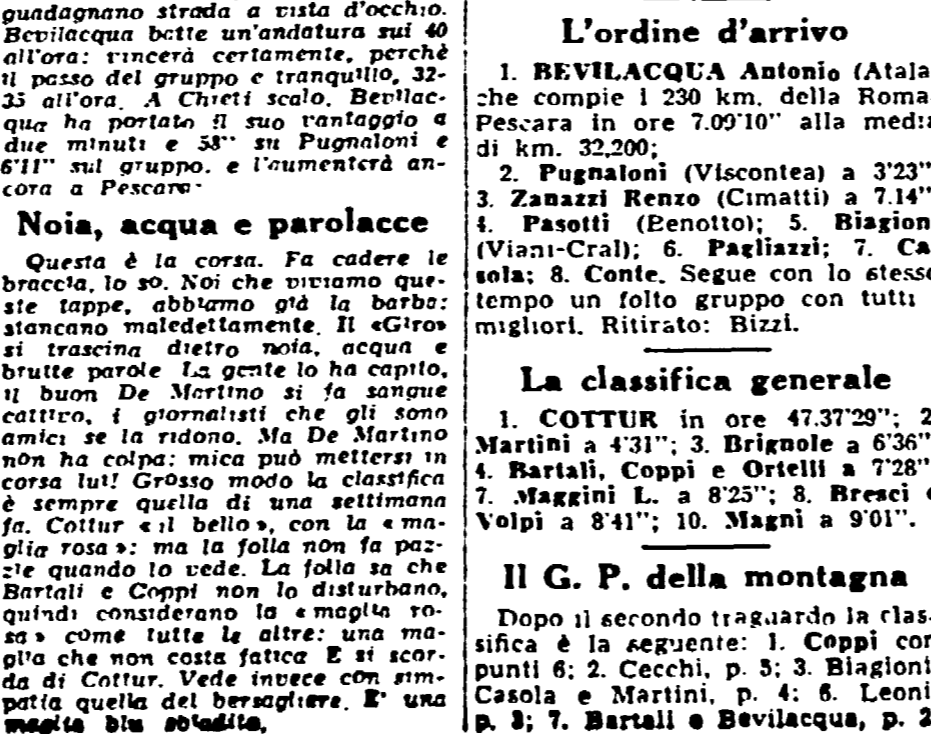 guadagnano strada a vista d'occhio.
Bevilacqua batte un'andatura sui 40
all'ora: vincerà certamente, perchè
il passo del gruppo e tranquillo, 32-
35 all'ora. A Chieti scalo. Bevilac-
qua ha portato il suo vantaggio a
due minuti e 58" su Pugnaloni e
6'11" sul gruppo. e l'aumenterà an-
cora a Pescara.
Noia, acqua e parolacce
Questa è la corsa. Fa cadere le
braccia, lo so. Noi che viviamo que-
ste tappe, abbiamo già la barba:
stancano maledettamente. Il «Giro»
si trascina dietro noia, acqua e
brutte parole La gente lo ha capito,
il buon De Martino si fa sangue
cattivo, i giornalisti che gli sono
amici se la ridono. Ma De Martino
non ha colpa: mica può mettersi in
corsa lui! Grosso modo la classifica
è sempre quella di una settimana
fa. Cottur «il bello», con la «ma-
glia rosa»: ma la folla non fa paz-
zie quando lo vede. La folla sa che
Bartali e Coppi non lo disturbano,
quindi considerano la «maglia ro-
sa» come tutte le altre: una ma-
glia che non costa fatica E si scor-
da di Cottur. Vede invece con sim-
patia quella del bersagliere. E' una
maglia blu sbiadita,
L'ordine d'arrivo
1. BEVILACQUA Antonio (Atala
che compie i 230 km. della Roma-
Pescara in ore 7.09'10" alla media
di km. 32,200;
2. Pugnaloni (Viscontea) a 3'23"
3. Zanazzi Renzo (Cimatti) a 7.14"
4. Pasotti (Benotto); 5. Biagion
(Viani-Cral); 6. Pagliazzi; 7. Ca
sola; 8. Conte. Segue con lo stesso
tempo un folto gruppo con tutti i
migliori. Ritirato: Bizzi.
La classifica generale
1. COTTUR in ore 47.37'29"; 2
Martini a 4'31"; 3. Brignole a 6'36"
4. Bartali, Coppi e Ortelli a 7'28"
7. Maggini L. a 8'25"; 8. Bresci e
Volpi a 8'41"; 10. Magni a 9'01".
Il G. P. della montagna
Dopo il secondo traguardo la clas-
sifica è la seguente: 1. Coppi con
punti 6; 2. Cecchi, p. 5; 3. Biagioni
Casola e Martini, p. 4; 6. Leoni
p. 3; 7. Bartali e Bevilacqua, p. 2